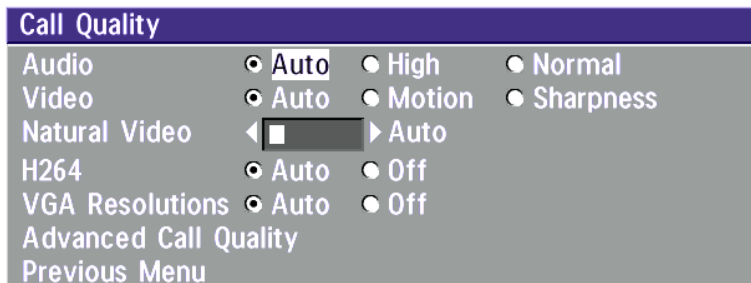 Call Quality
Audio Auto High Normal
Video Auto Motion Sharpness
Natural Video Auto
H264 Auto Off
VGA Resolutions Auto Off
Advanced Call Quality
Previous Menu